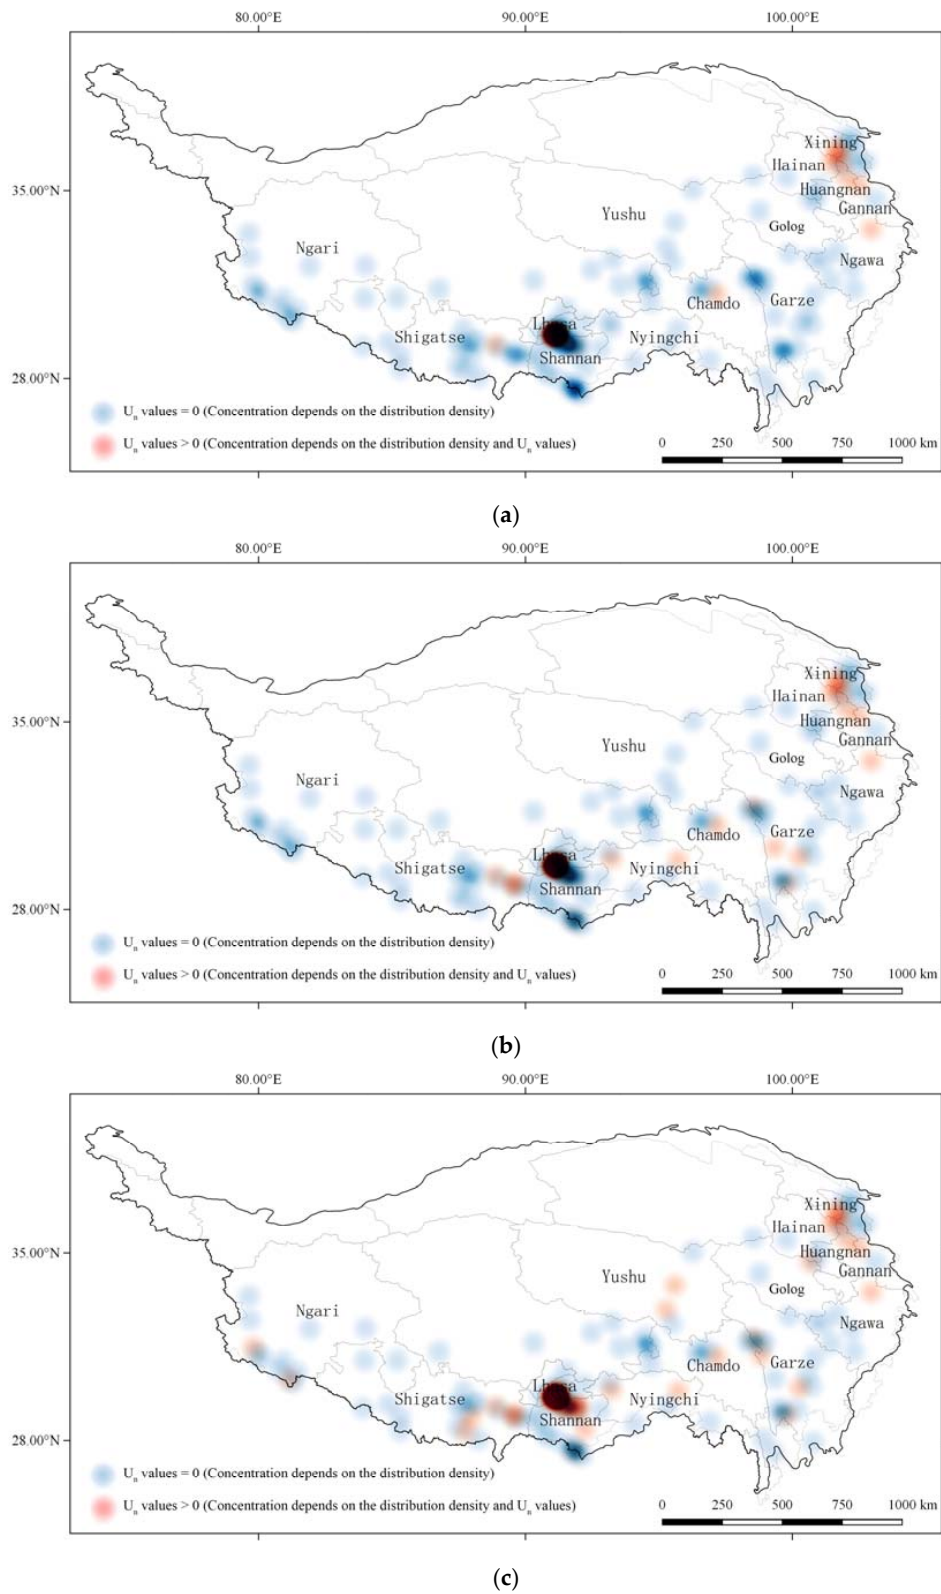 80.00°E 90.00°E 100.00°E
Xining
35.00°N Hainan
Huangnan
Yushu Gannan
Golog
Ngari
Ngawa
Chamdo Garze
Lhasa
Shigatse Nyingchi
Shannan
28.00°N
Uₙ values = 0 (Concentration depends on the distribution density)
Uₙ values > 0 (Concentration depends on the distribution density and Uₙ values)
0 250 500 750 1000 km
(a)
80.00°E 90.00°E 100.00°E
Xining
35.00°N Hainan
Huangnan
Yushu Gannan
Golog
Ngari
Ngawa
Chamdo Garze
Lhasa
Shigatse Nyingchi
Shannan
28.00°N
Uₙ values = 0 (Concentration depends on the distribution density)
Uₙ values > 0 (Concentration depends on the distribution density and Uₙ values)
0 250 500 750 1000 km
(b)
80.00°E 90.00°E 100.00°E
Xining
35.00°N Hainan
Huangnan
Yushu Gannan
Golog
Ngari
Ngawa
Chamdo Garze
Lhasa
Shigatse Nyingchi
Shannan
28.00°N
Uₙ values = 0 (Concentration depends on the distribution density)
Uₙ values > 0 (Concentration depends on the distribution density and Uₙ values)
0 250 500 750 1000 km
(c)